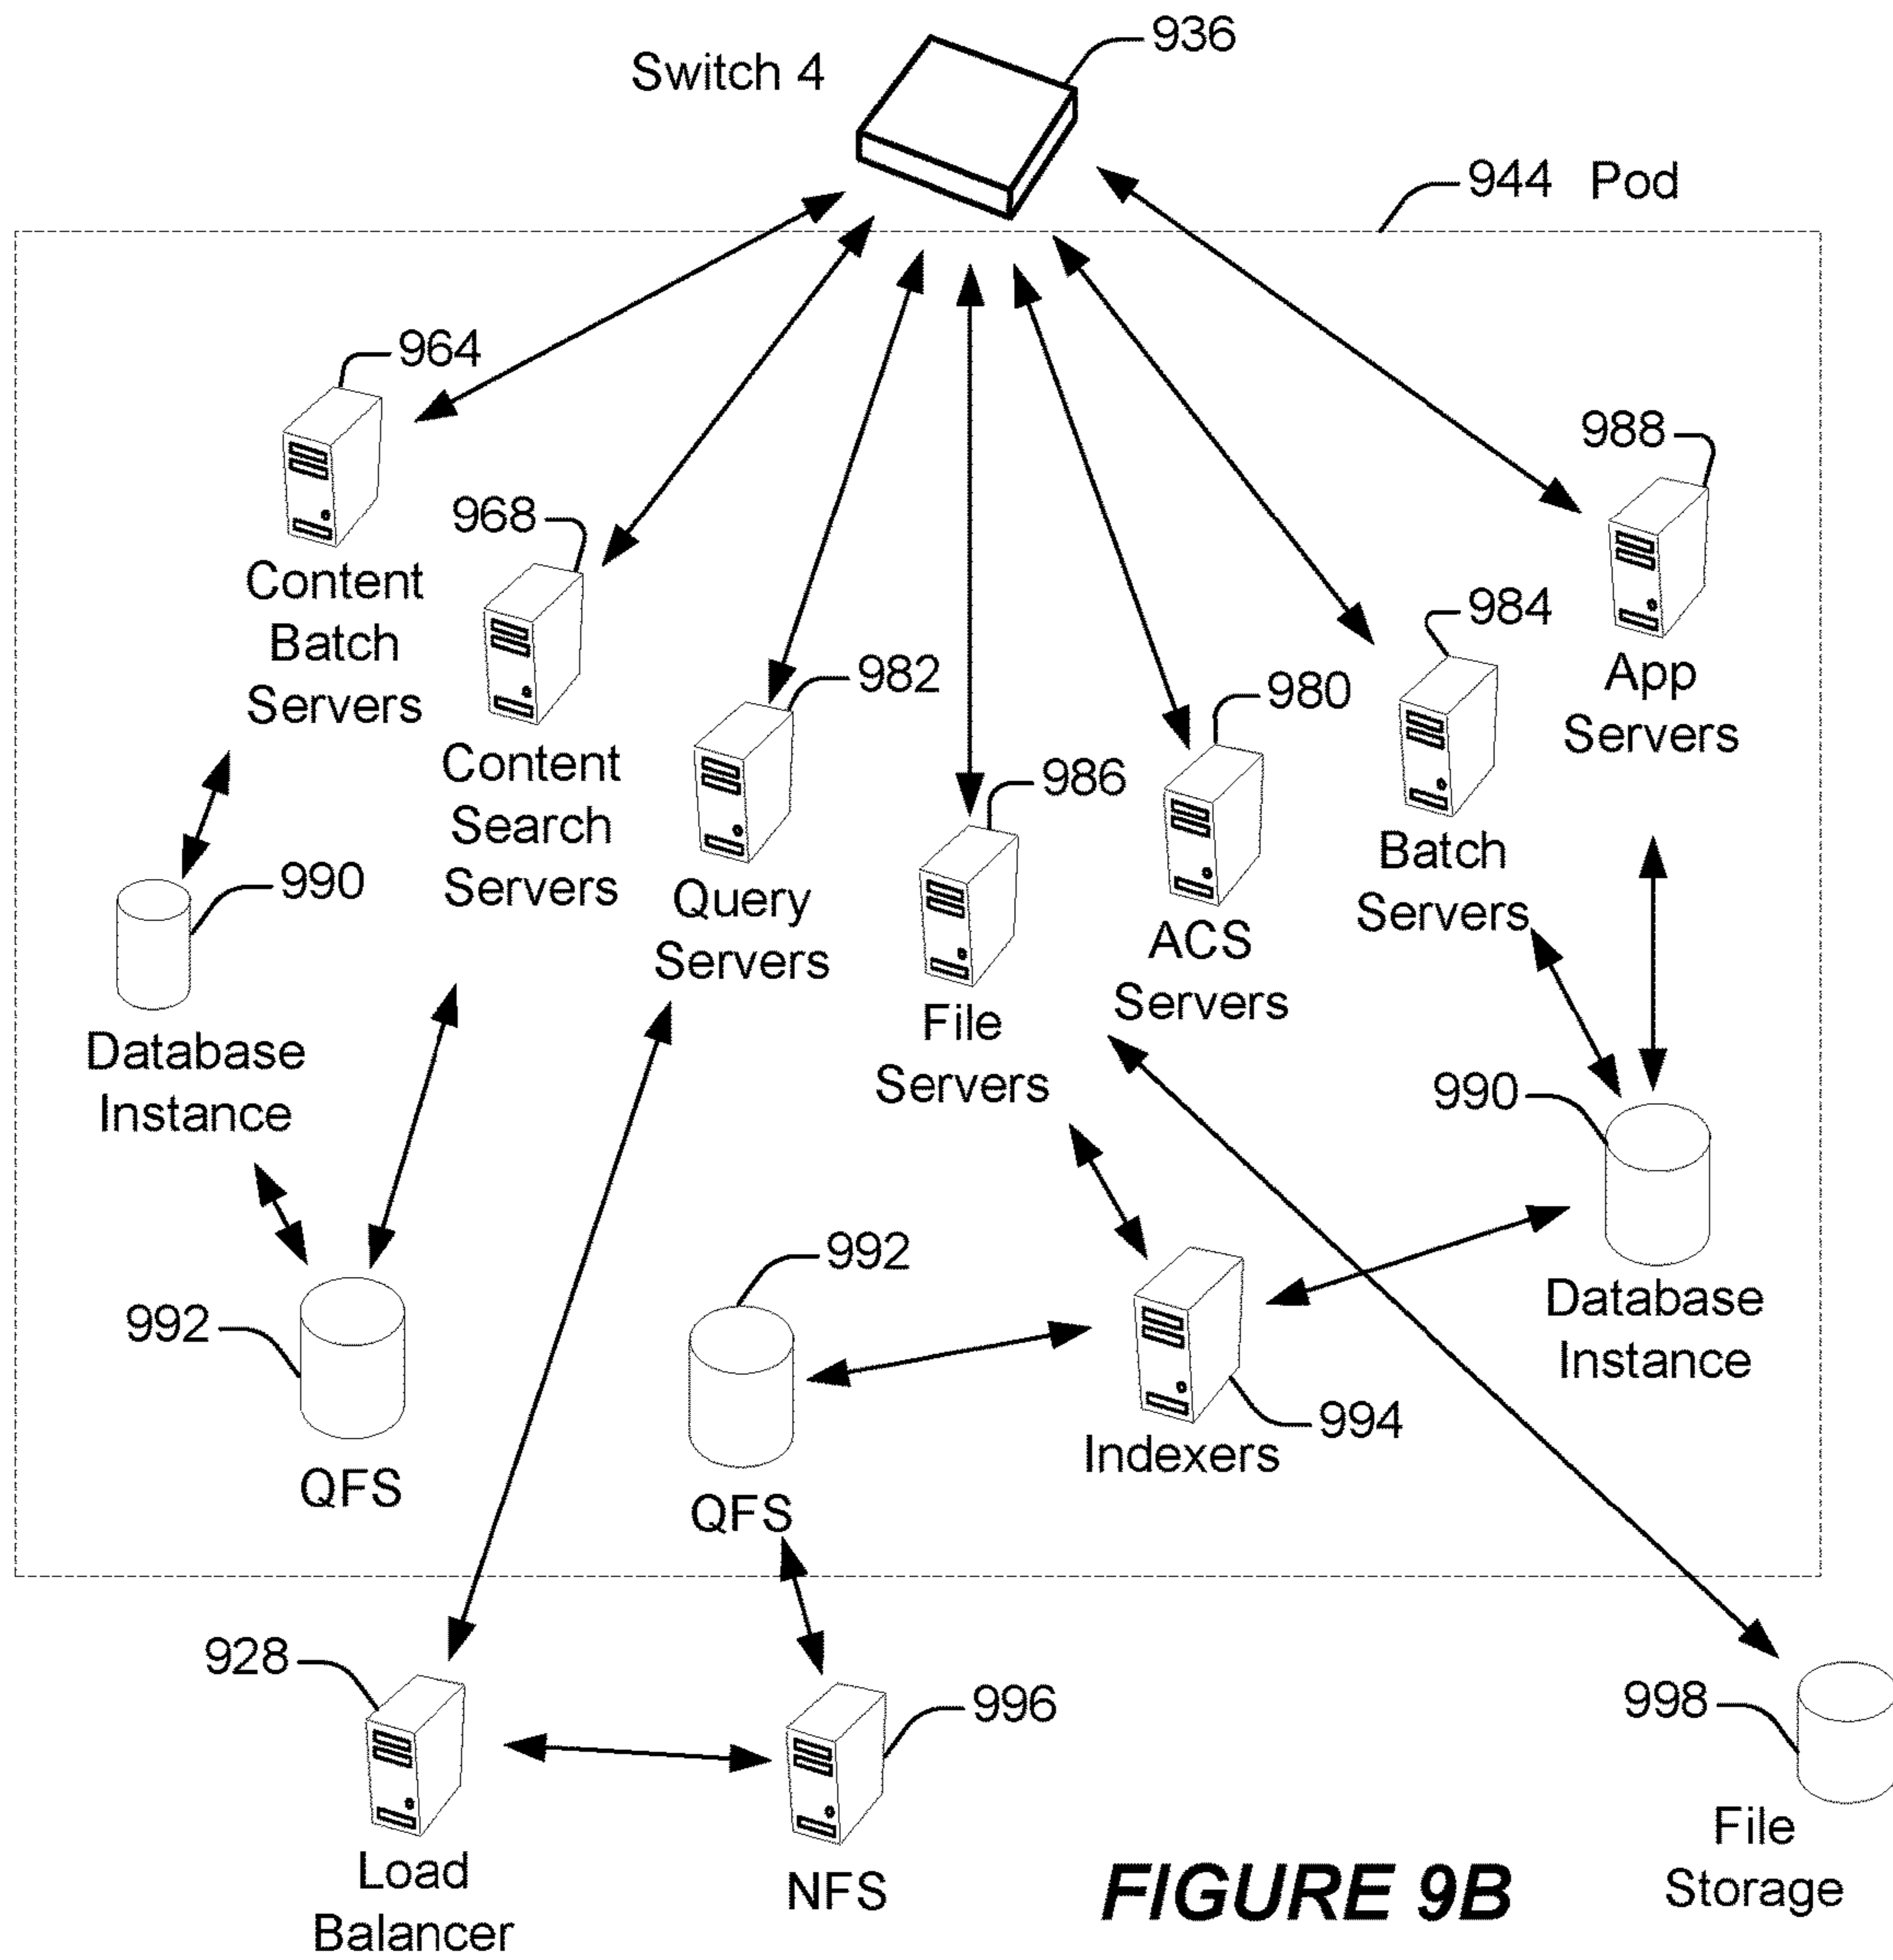 936
Switch 4
944 Pod
964
Content
Batch
Servers
968
Content
Search
Servers
982
Query
Servers
986
File
Servers
980
ACS
Servers
984
Batch
Servers
988
App
Servers
990
Database
Instance
990
Database
Instance
992
QFS
992
QFS
994
Indexers
928
Load
Balancer
996
NFS
998
File
Storage
FIGURE 9B